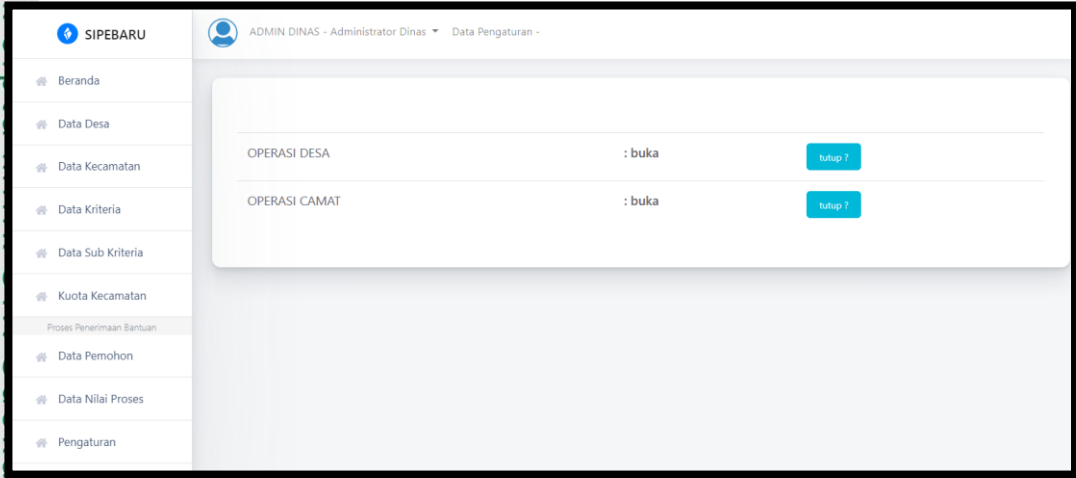 SIPEBARU
ADMIN DINAS - Administrator Dinas Data Pengaturan -
Beranda
Data Desa
Data Kecamatan
Data Kriteria
Data Sub Kriteria
Kuota Kecamatan
Proses Penerimaan Bantuan
Data Pemohon
Data Nilai Proses
Pengaturan
OPERASI DESA : buka tutup ?
OPERASI CAMAT : buka tutup ?